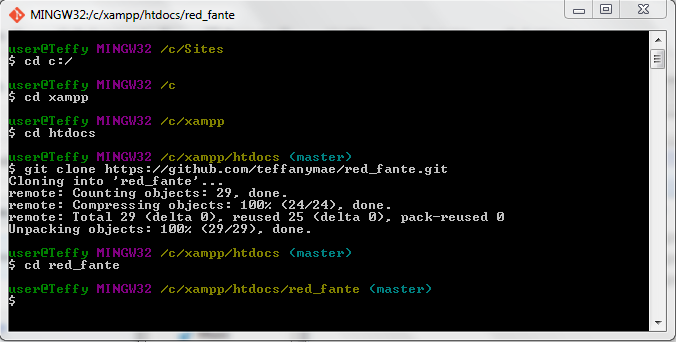 MINGW32:/c/xampp/htdocs/red_fante
user@Teffy MINGW32 /c/Sites
$ cd c:/
user@Teffy MINGW32 /c
$ cd xampp
user@Teffy MINGW32 /c/xampp
$ cd htdocs
user@Teffy MINGW32 /c/xampp/htdocs (master)
$ git clone https://github.com/teffanymae/red_fante.git
Cloning into 'red_fante'...
remote: Counting objects: 29, done.
remote: Compressing objects: 100% (24/24), done.
remote: Total 29 (delta 0), reused 25 (delta 0), pack-reused 0
Unpacking objects: 100% (29/29), done.
user@Teffy MINGW32 /c/xampp/htdocs (master)
$ cd red_fante
user@Teffy MINGW32 /c/xampp/htdocs/red_fante (master)
$